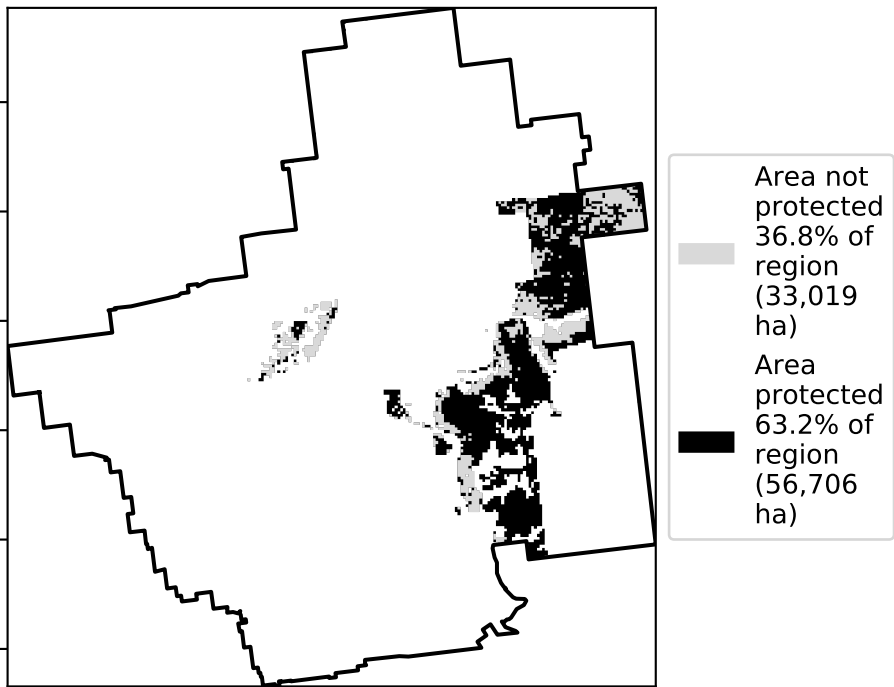 Area not
protected
36.8% of
region
(33,019
ha)
Area
protected
63.2% of
region
(56,706
ha)